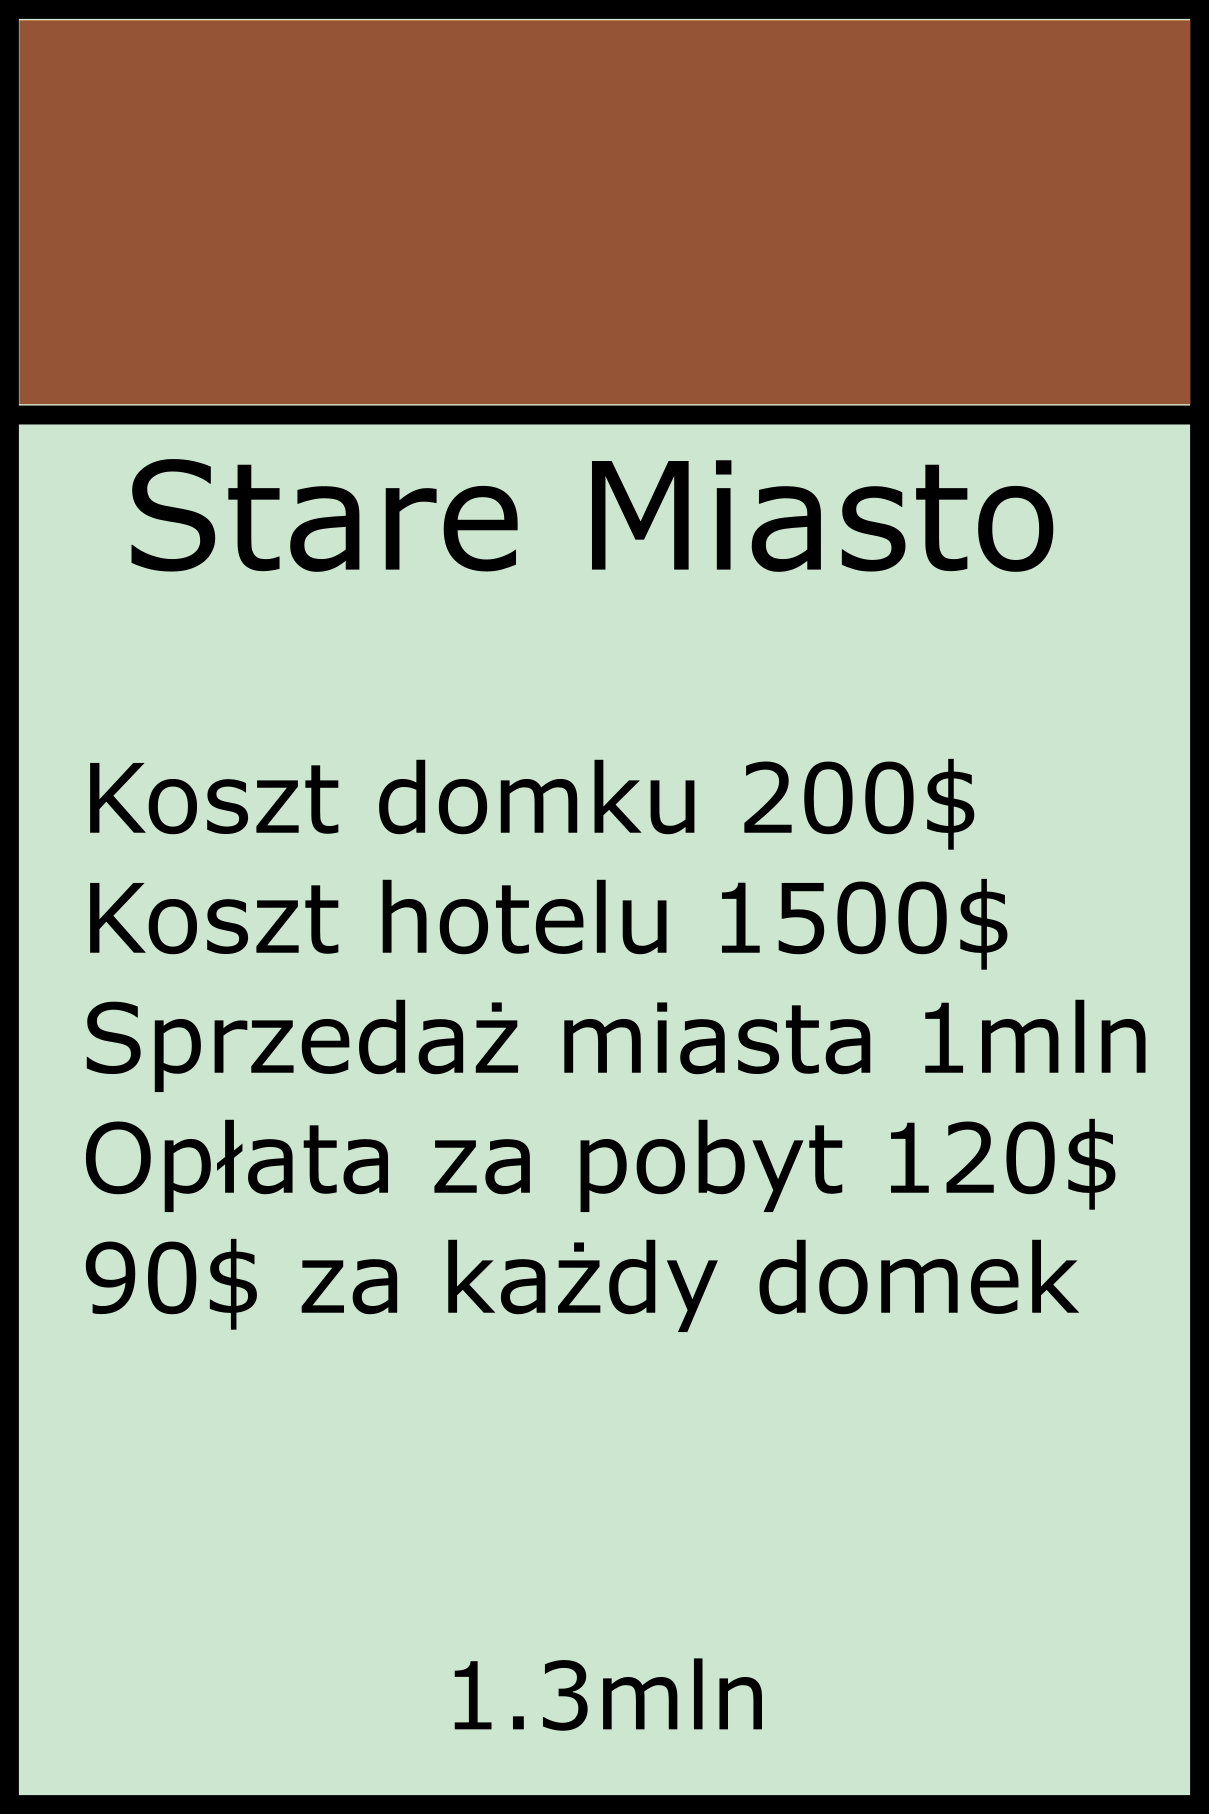 Stare Miasto
Koszt domku 200$
Koszt hotelu 1500$
Sprzedaż miasta 1mln
Opłata za pobyt 120$
90$ za każdy domek
1.3mln